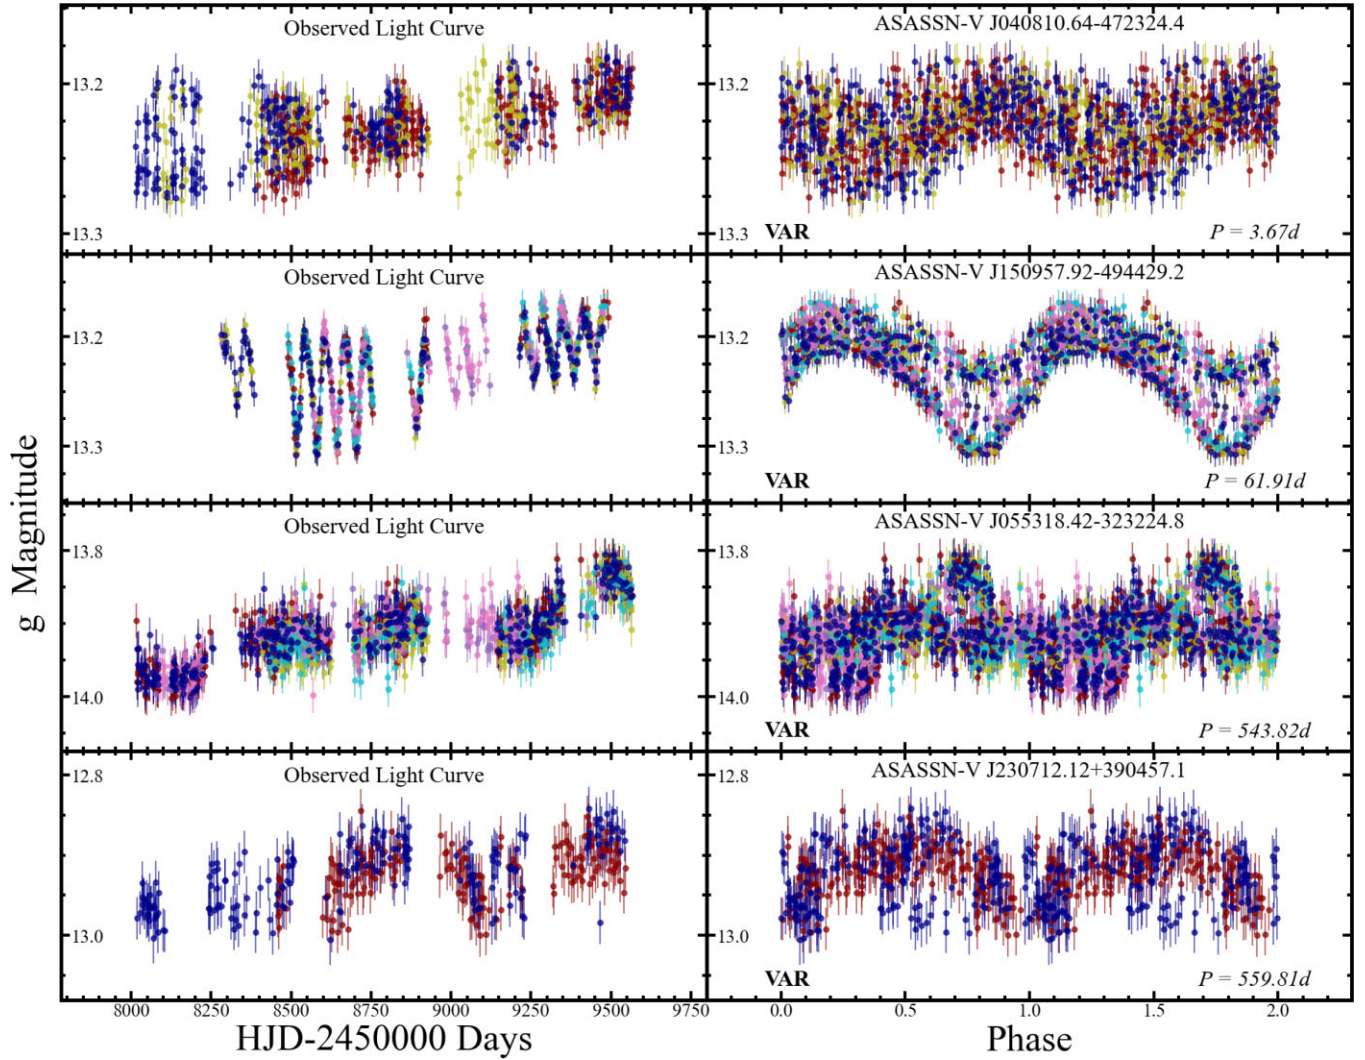 Observed Light Curve
ASASSN-V J040810.64-472324.4
13.2
13.2
13.3
13.3
VAR
P = 3.67d
Observed Light Curve
ASASSN-V J150957.92-494429.2
13.2
13.2
13.3
13.3
VAR
P = 61.91d
Observed Light Curve
ASASSN-V J055318.42-323224.8
13.8
13.8
14.0
14.0
VAR
P = 543.82d
Observed Light Curve
ASASSN-V J230712.12+390457.1
12.8
12.8
13.0
13.0
VAR
P = 559.81d
g Magnitude
8000 8250 8500 8750 9000 9250 9500 9750
0.0 0.5 1.0 1.5 2.0
HJD-2450000 Days
Phase